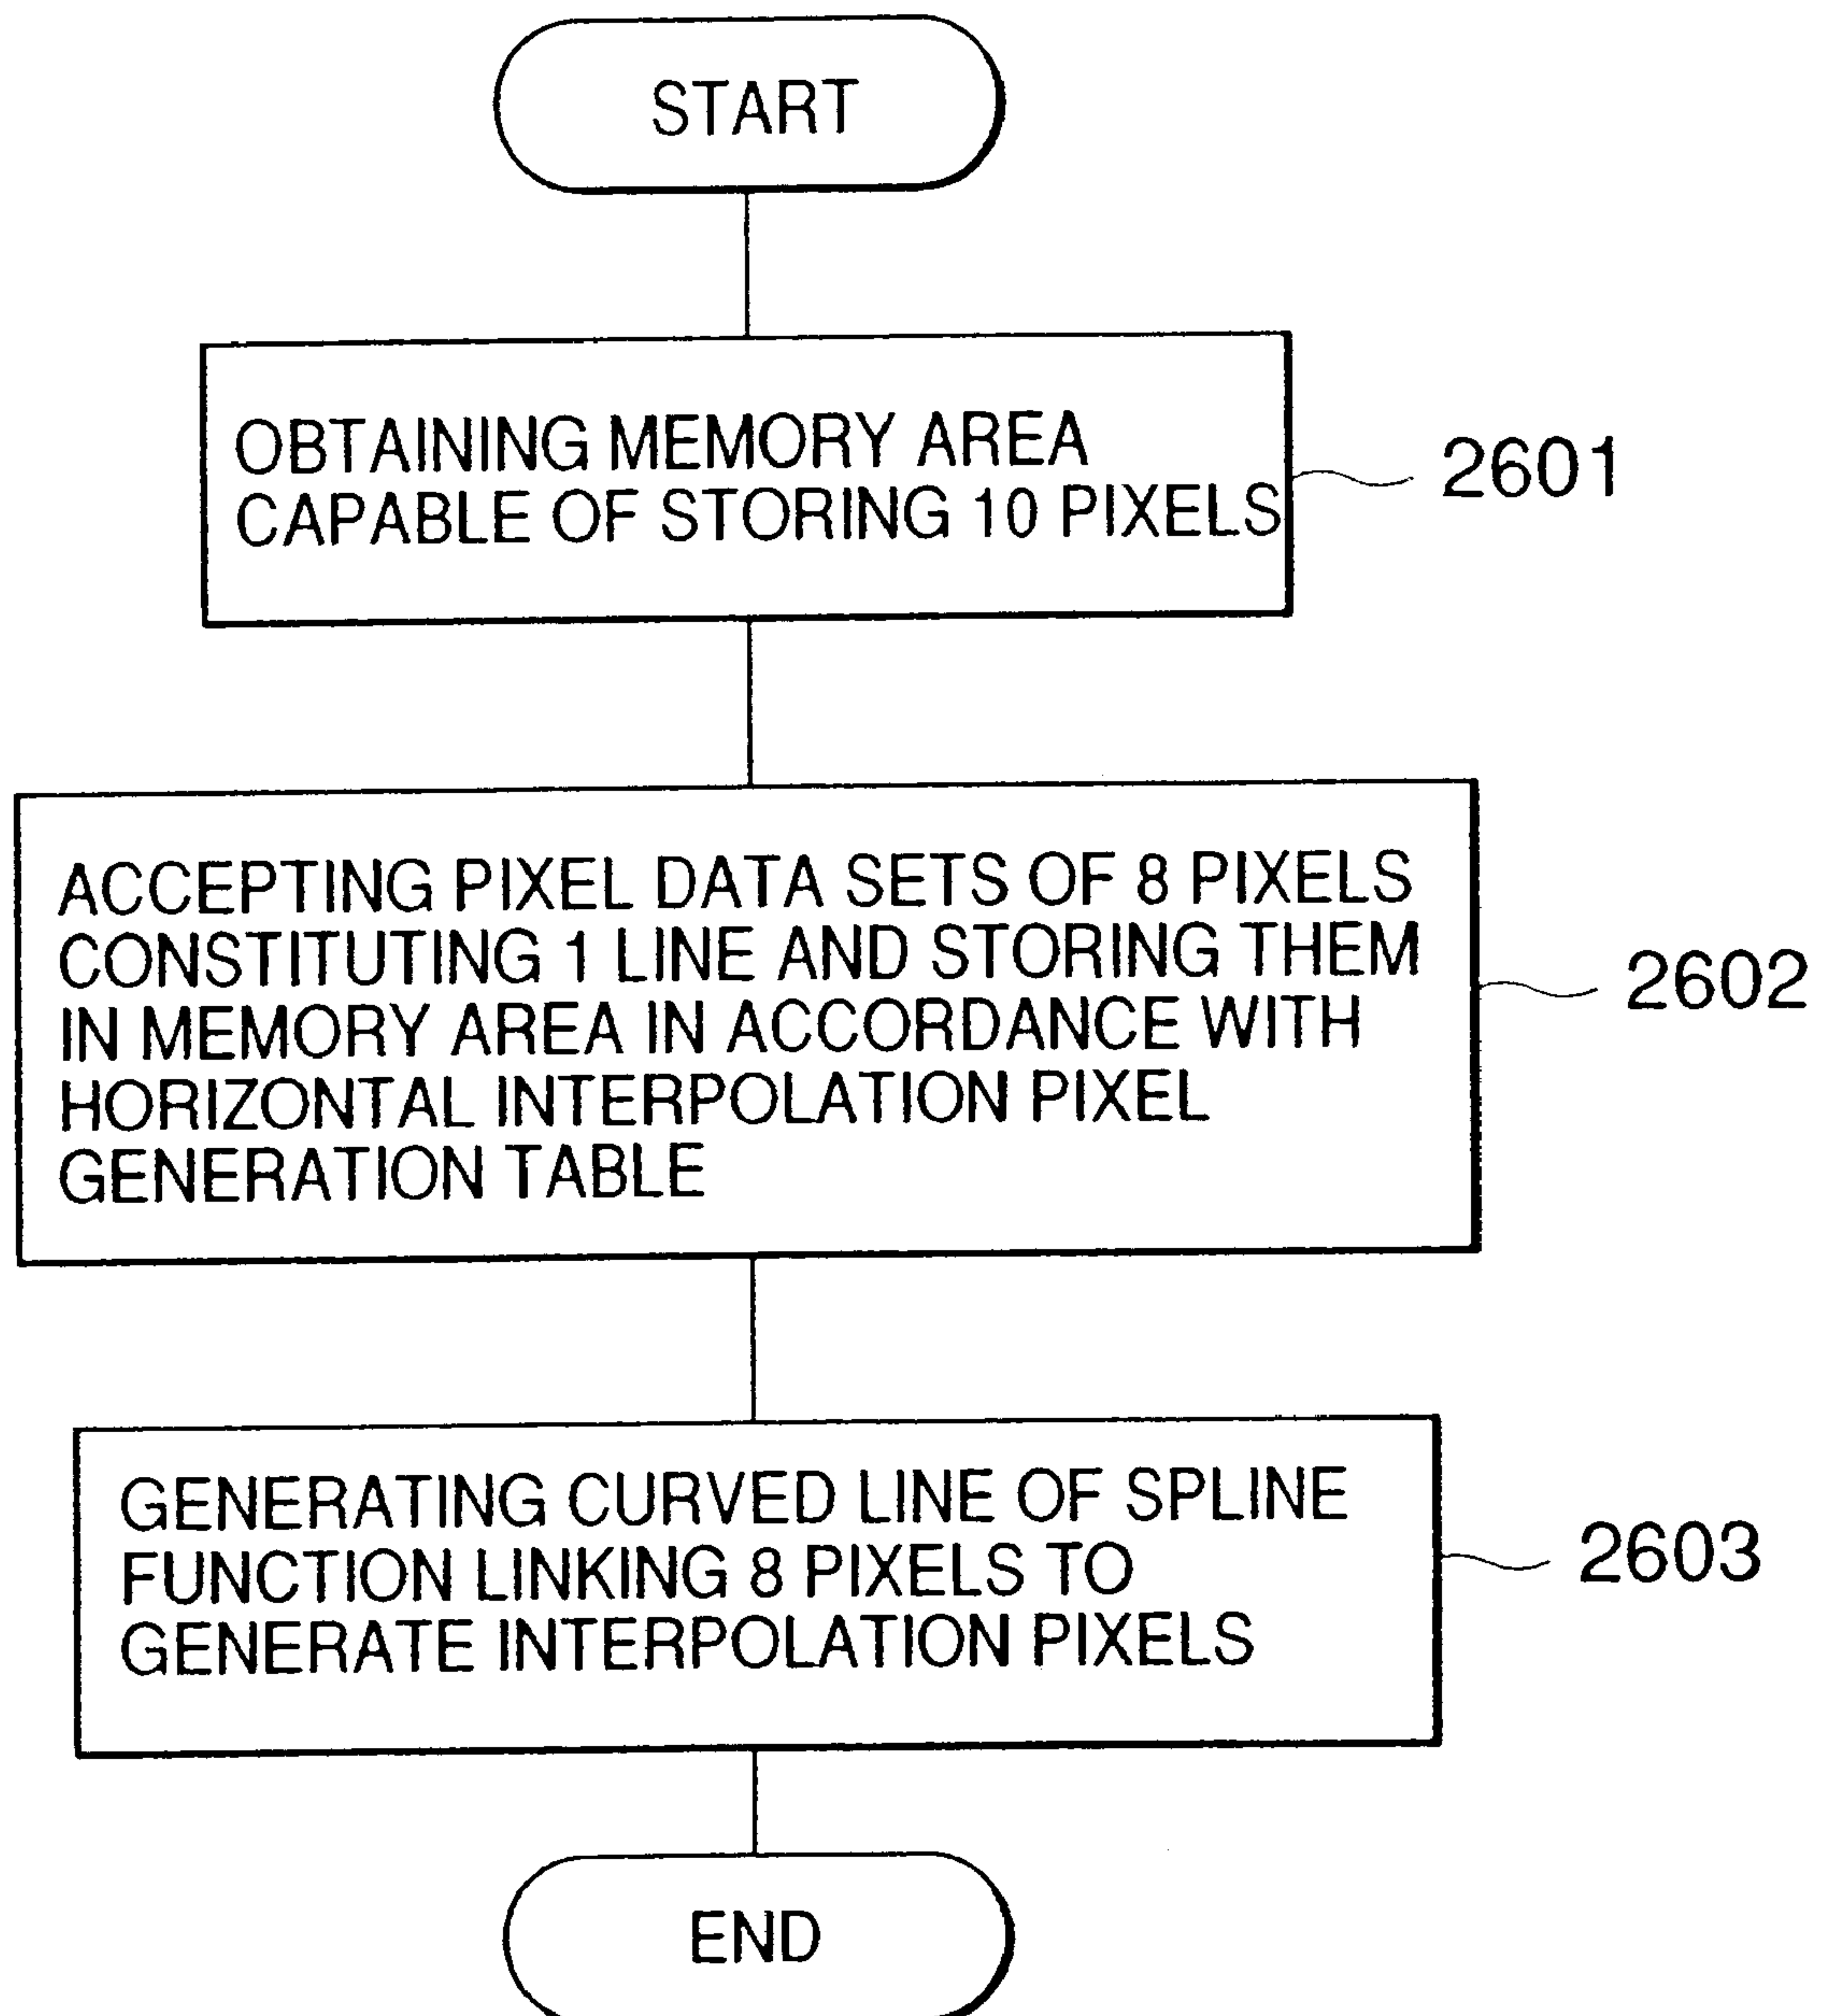 START
OBTAINING MEMORY AREA
CAPABLE OF STORING 10 PIXELS
2601
ACCEPTING PIXEL DATA SETS OF 8 PIXELS
CONSTITUTING 1 LINE AND STORING THEM
IN MEMORY AREA IN ACCORDANCE WITH
HORIZONTAL INTERPOLATION PIXEL
GENERATION TABLE
2602
GENERATING CURVED LINE OF SPLINE
FUNCTION LINKING 8 PIXELS TO
GENERATE INTERPOLATION PIXELS
2603
END